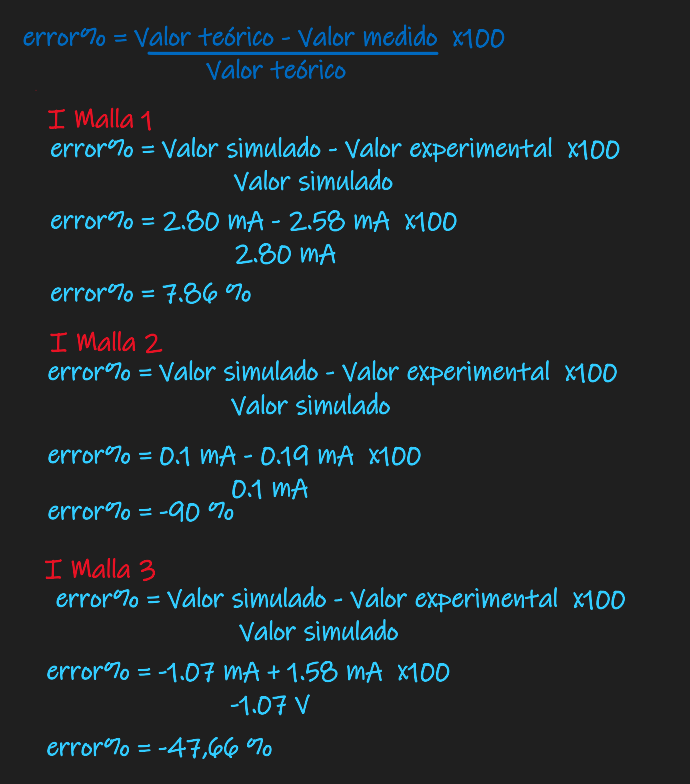 error% = Valor teórico - Valor medido x100
Valor teórico
I Malla 1
error% = Valor simulado - Valor experimental x100
Valor simulado
error% = 2.80 mA - 2.58 mA x100
2.80 mA
error% = 7.86 %
I Malla 2
error% = Valor simulado - Valor experimental x100
Valor simulado
error% = 0.1 mA - 0.19 mA x100
0.1 mA
error% = -90 %
I Malla 3
error% = Valor simulado - Valor experimental x100
Valor simulado
error% = -1.07 mA + 1.58 mA x100
-1.07 V
error% = -47,66 %